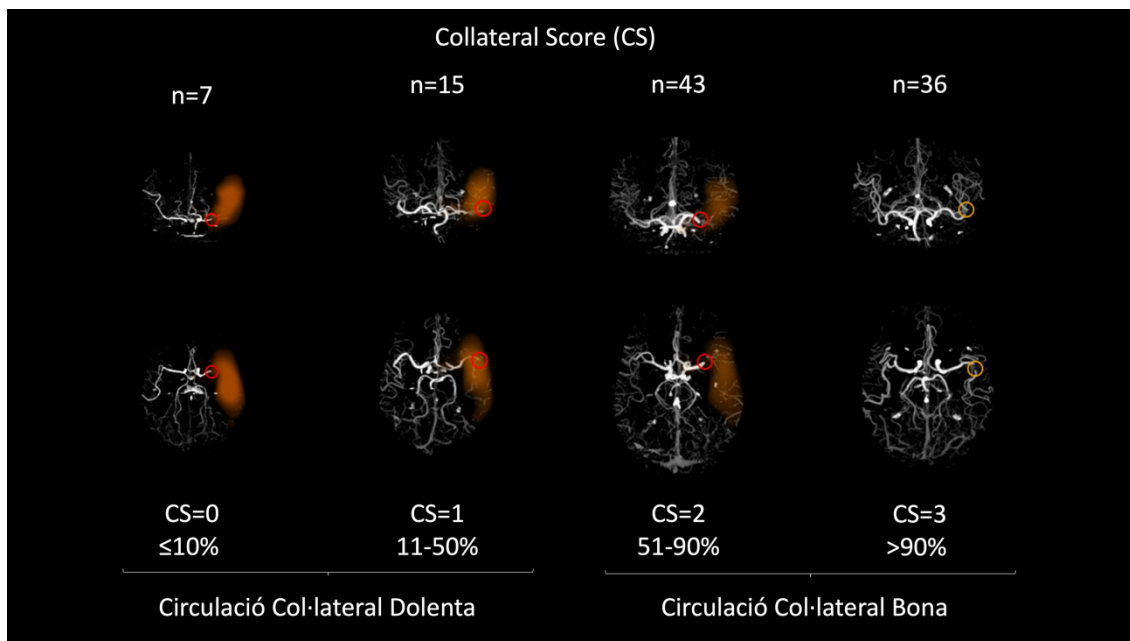 Collateral Score (CS)
n=7
n=15
n=43
n=36
CS=0
CS=1
CS=2
CS=3
≤10%
11-50%
51-90%
>90%
Circulació Col·lateral Dolenta
Circulació Col·lateral Bona